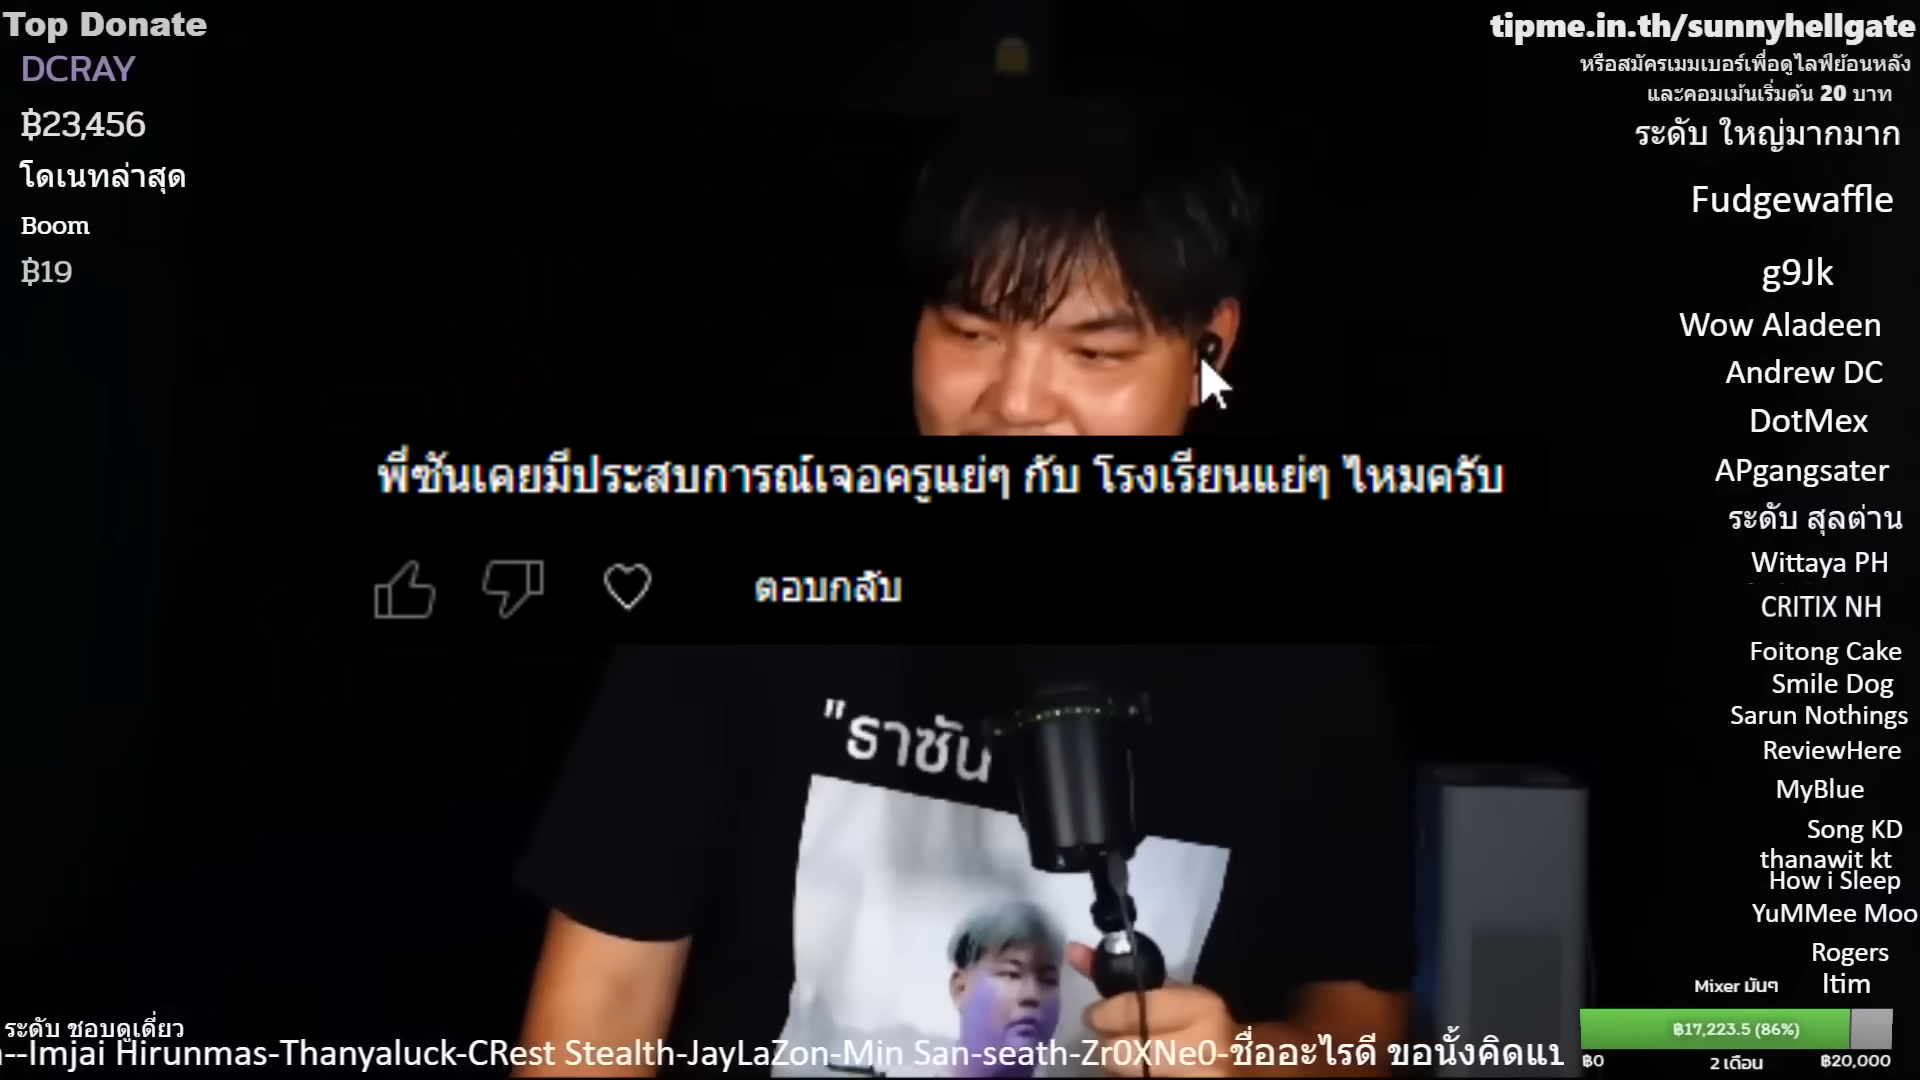 Top Donate
DCRAY
฿23,456
โดเนทล่าสุด
Boom
฿19
tipme.in.th/sunnyhellgate
หรือสมัครเมมเบอร์เพื่อดูไลฟ์ย้อนหลัง
และคอมเม้นเริ่มต้น 20 บาท
ระดับ ใหญ่มากมาก
Fudgewaffle
g9Jk
Wow Aladeen
Andrew DC
DotMex
APgangsater
ระดับ สุลต่าน
Wittaya PH
CRITIX NH
Foitong Cake
Smile Dog
Sarun Nothings
ReviewHere
MyBlue
Song KD
thanawit kt
How i Sleep
YuMMee Moo
Rogers
ltim
พี่ซันเคยมีประสบการณ์เจอครูแย่ๆ กับ โรงเรียนแย่ๆ ไหมครับ
ตอบกลับ
"ธาซัน
Mixer มันๆ
฿17,223.5 (86%)
฿0
2 เดือน
฿20,000
ระดับ ชอบดูเดี่ยว
--Imjai Hirunmas-Thanyaluck-CRest Stealth-JayLaZon-Min San-seath-Zr0XNe0-ชื่ออะไรดี ขอนั้งคิดแป